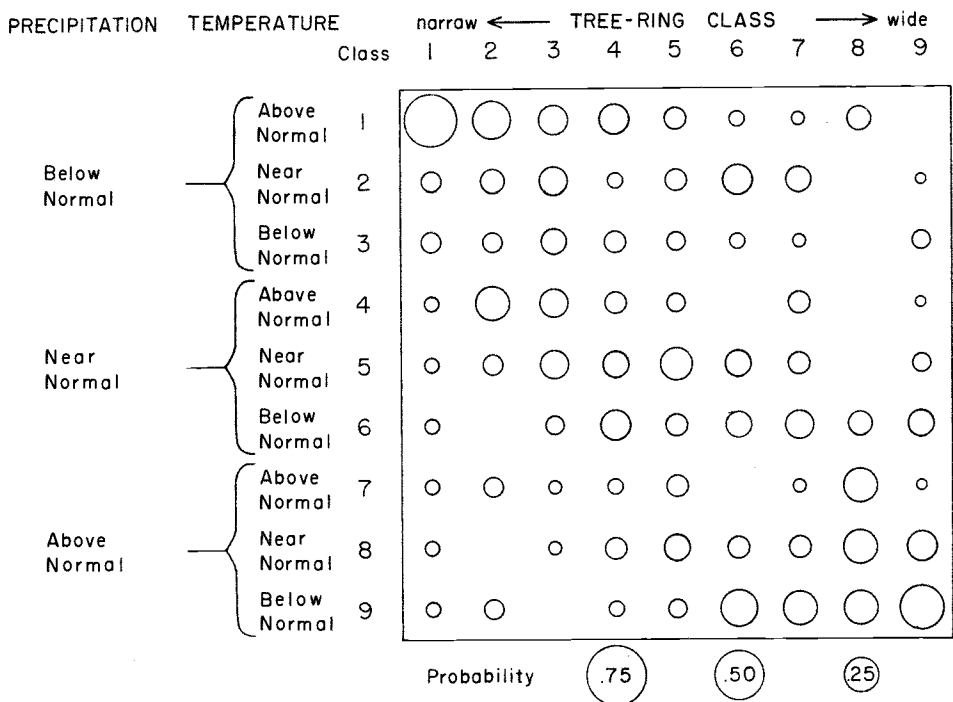 PRECIPITATION TEMPERATURE narrow TREE-RING CLASS wide
Class 1 2 3 4 5 6 7 8 9
Above
Normal 1
Below
Normal
Near
Normal 2
Below
Normal 3
Above
Normal 4
Near
Normal
Near
Normal 5
Below
Normal 6
Above
Normal 7
Above
Normal
Near
Normal 8
Below
Normal 9
Probability .75 .50 .25